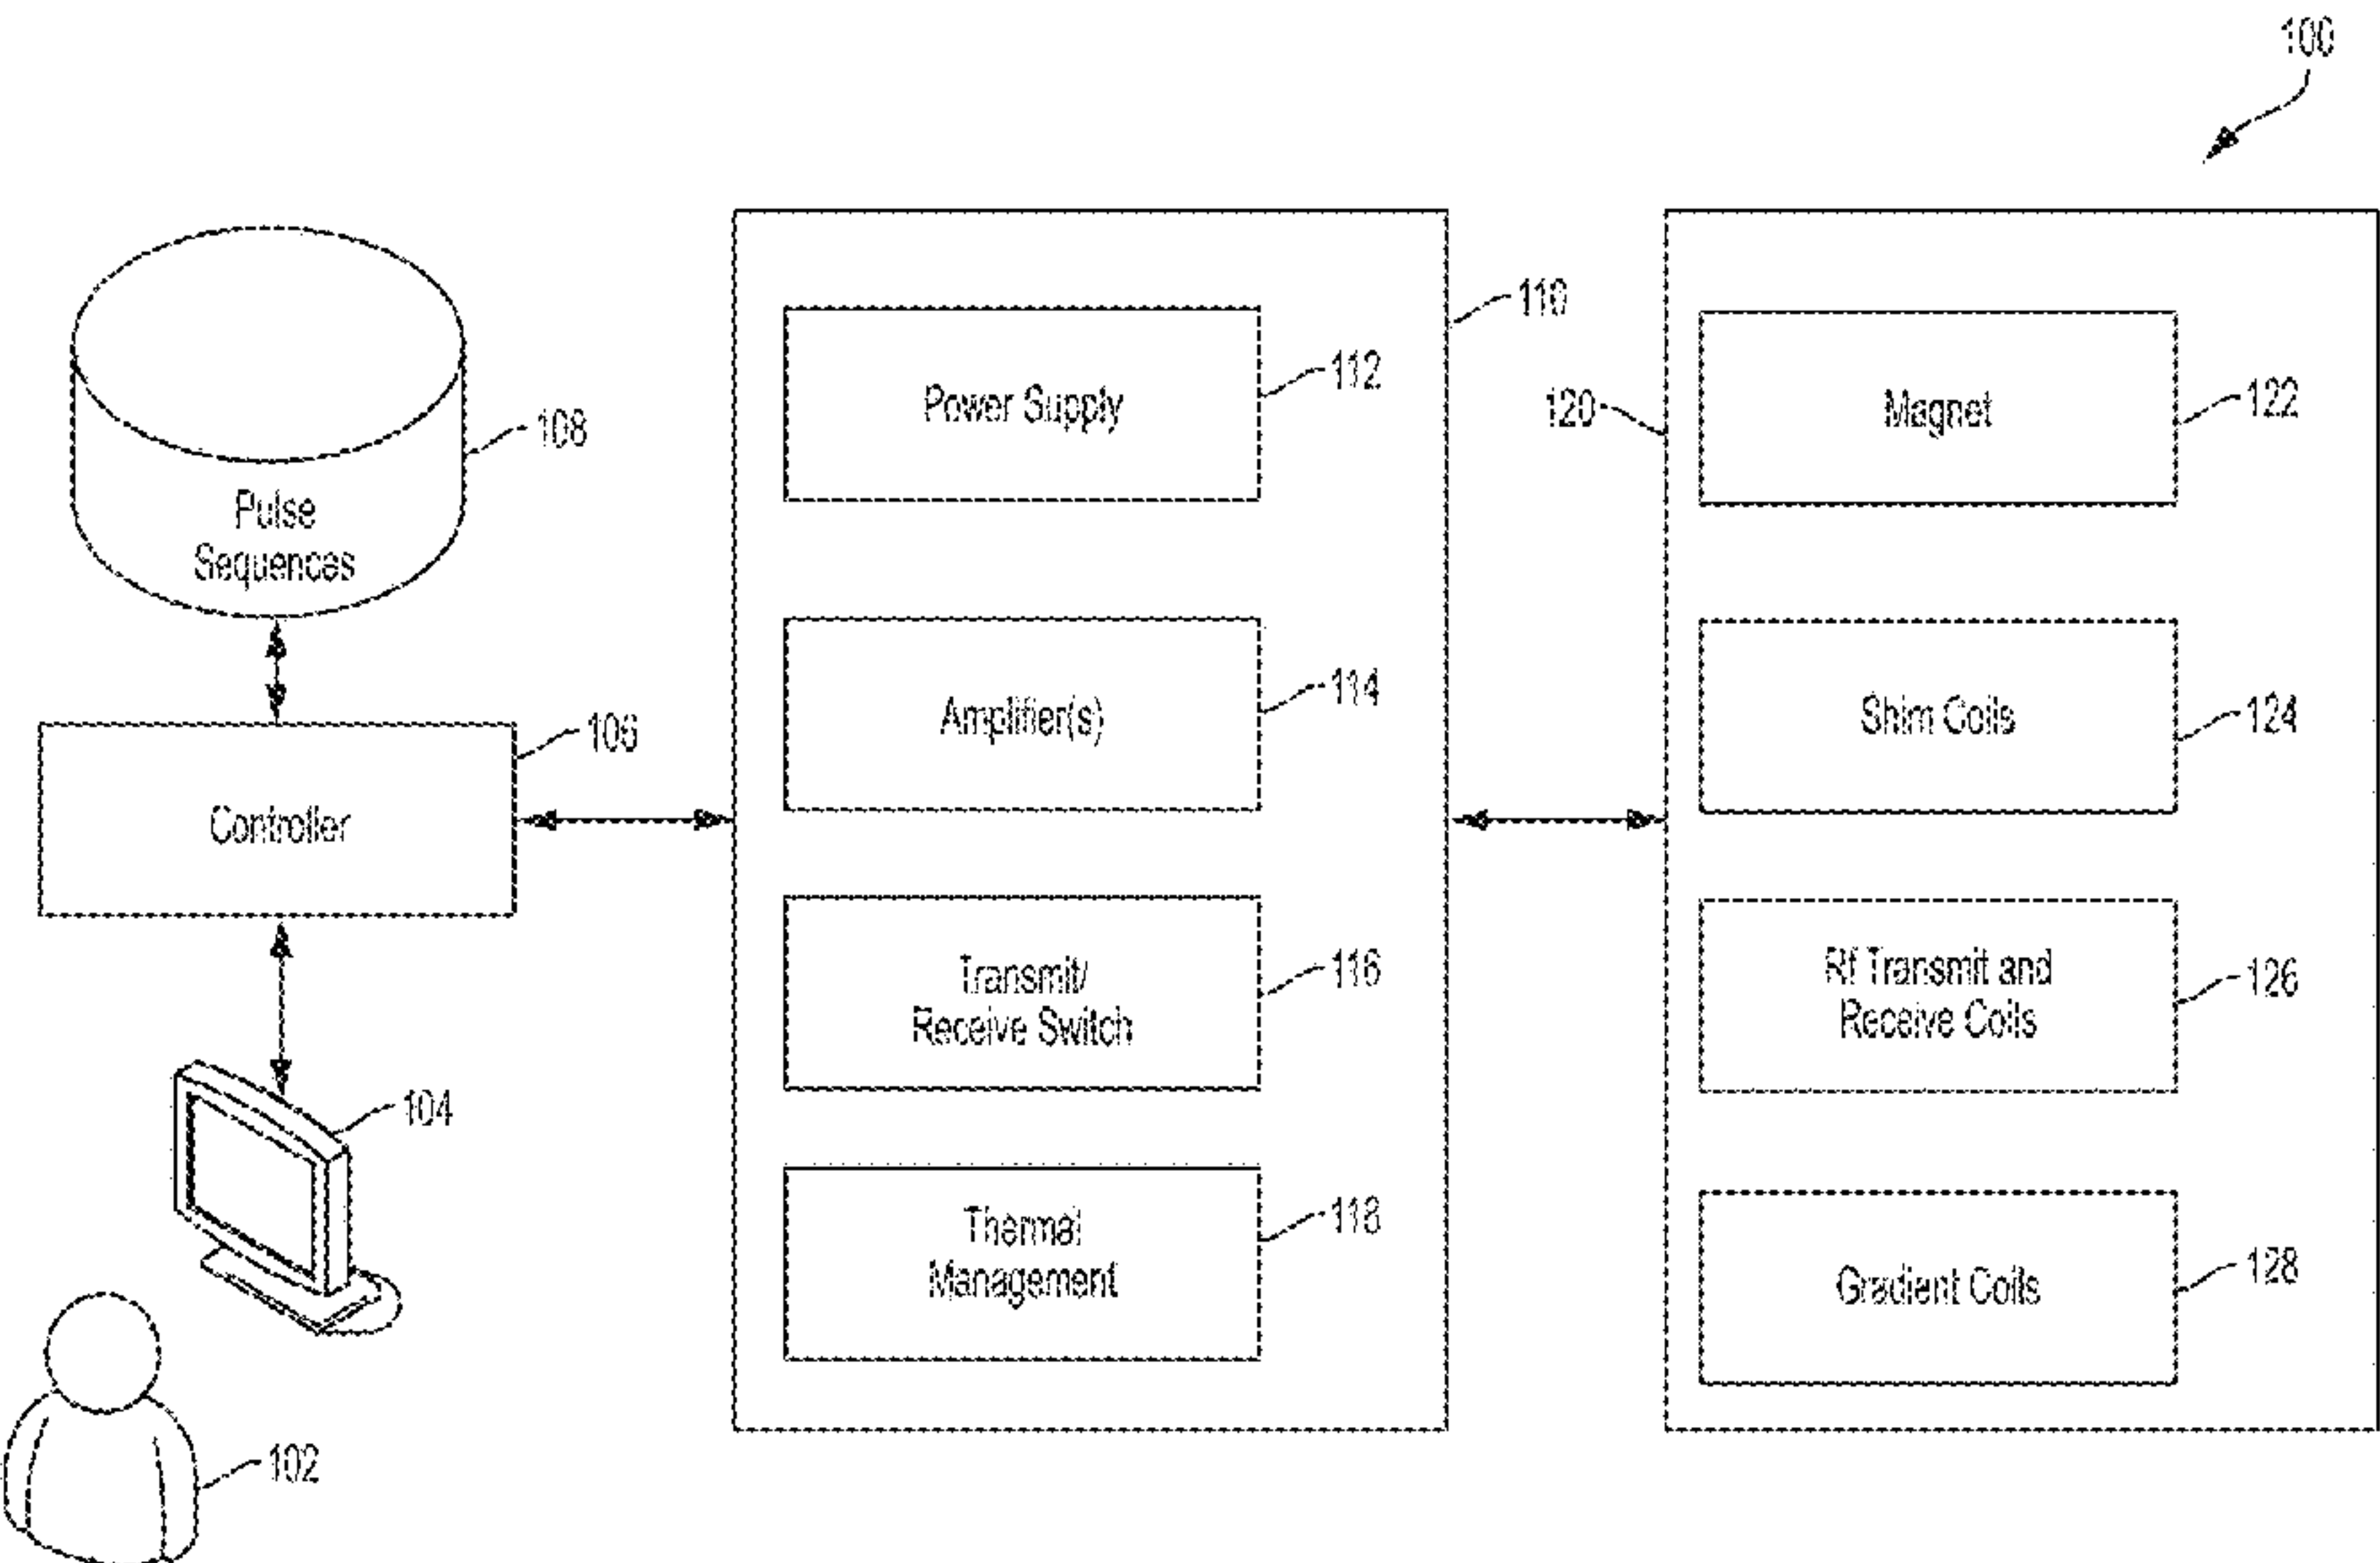 100
110
Power Supply
112
120
Magnet
122
108
Pulse
Sequences
Amplifier(s)
114
Shim Coils
124
106
Controller
Transmit/
Receive Switch
116
Rf Transmit and
Receive Coils
126
104
Thermal
Management
118
Gradient Coils
128
102